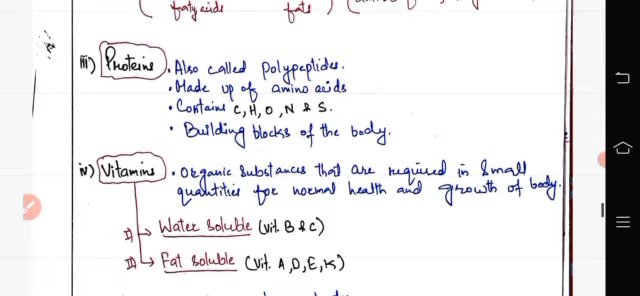 fatty acids fats
iii) Proteins • Also called Polypeptides.
• Made up of amino acids
• Contains C, H, O, N & S.
• Building blocks of the body.
iv) Vitamins • Organic substances that are required in small
quantities for normal health and growth of body.
I) → Water soluble (vit. B & C)
II) → Fat soluble (vit. A, D, E, K)